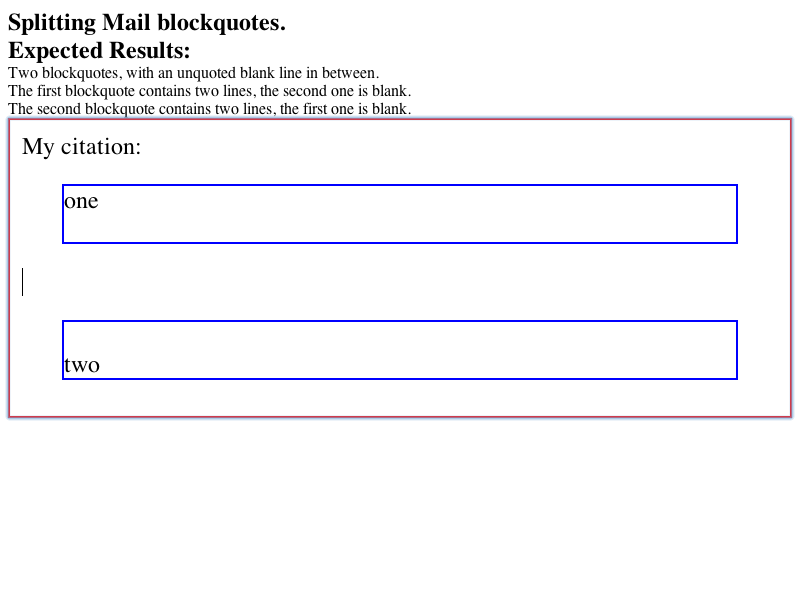 Splitting Mail blockquotes.
Expected Results:
Two blockquotes, with an unquoted blank line in between.
The first blockquote contains two lines, the second one is blank.
The second blockquote contains two lines, the first one is blank.
My citation:
one
two